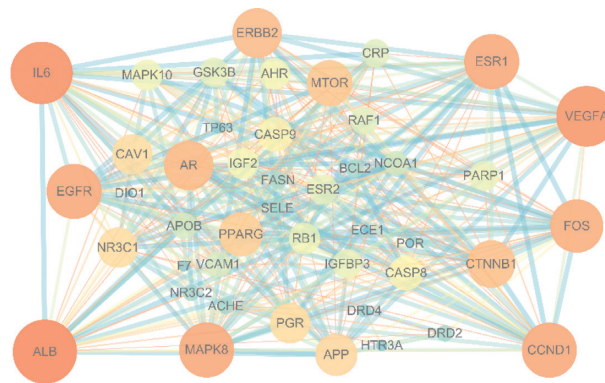 ERBB2
IL6
MAPK10
GSK3B
AHR
CRP
ESR1
MTOR
VEGFA
TP63
CASP9
RAF1
CAV1
AR
IGF2
BCL2
NCOA1
PARP1
EGFR
DIO1
FASN
ESR2
SELE
APOB
PPARG
RB1
ECE1
POR
FOS
NR3C1
F7
VCAM1
IGFBP3
CASP8
CTNNB1
NR3C2
ACHE
DRD4
PGR
DRD2
ALB
MAPK8
APP
HTR3A
CCND1